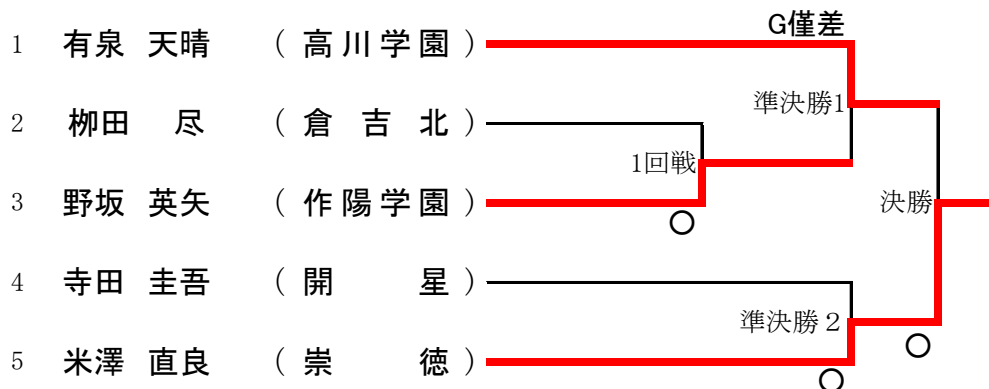 G僅差
1 有泉 天晴 ( 高川学園 )
準決勝1
2 栁田 尽 ( 倉吉北 )
1回戦
3 野坂 英矢 ( 作陽学園 )
決勝
○
4 寺田 圭吾 ( 開星 )
準決勝２
○
5 米澤 直良 ( 崇徳 )
○